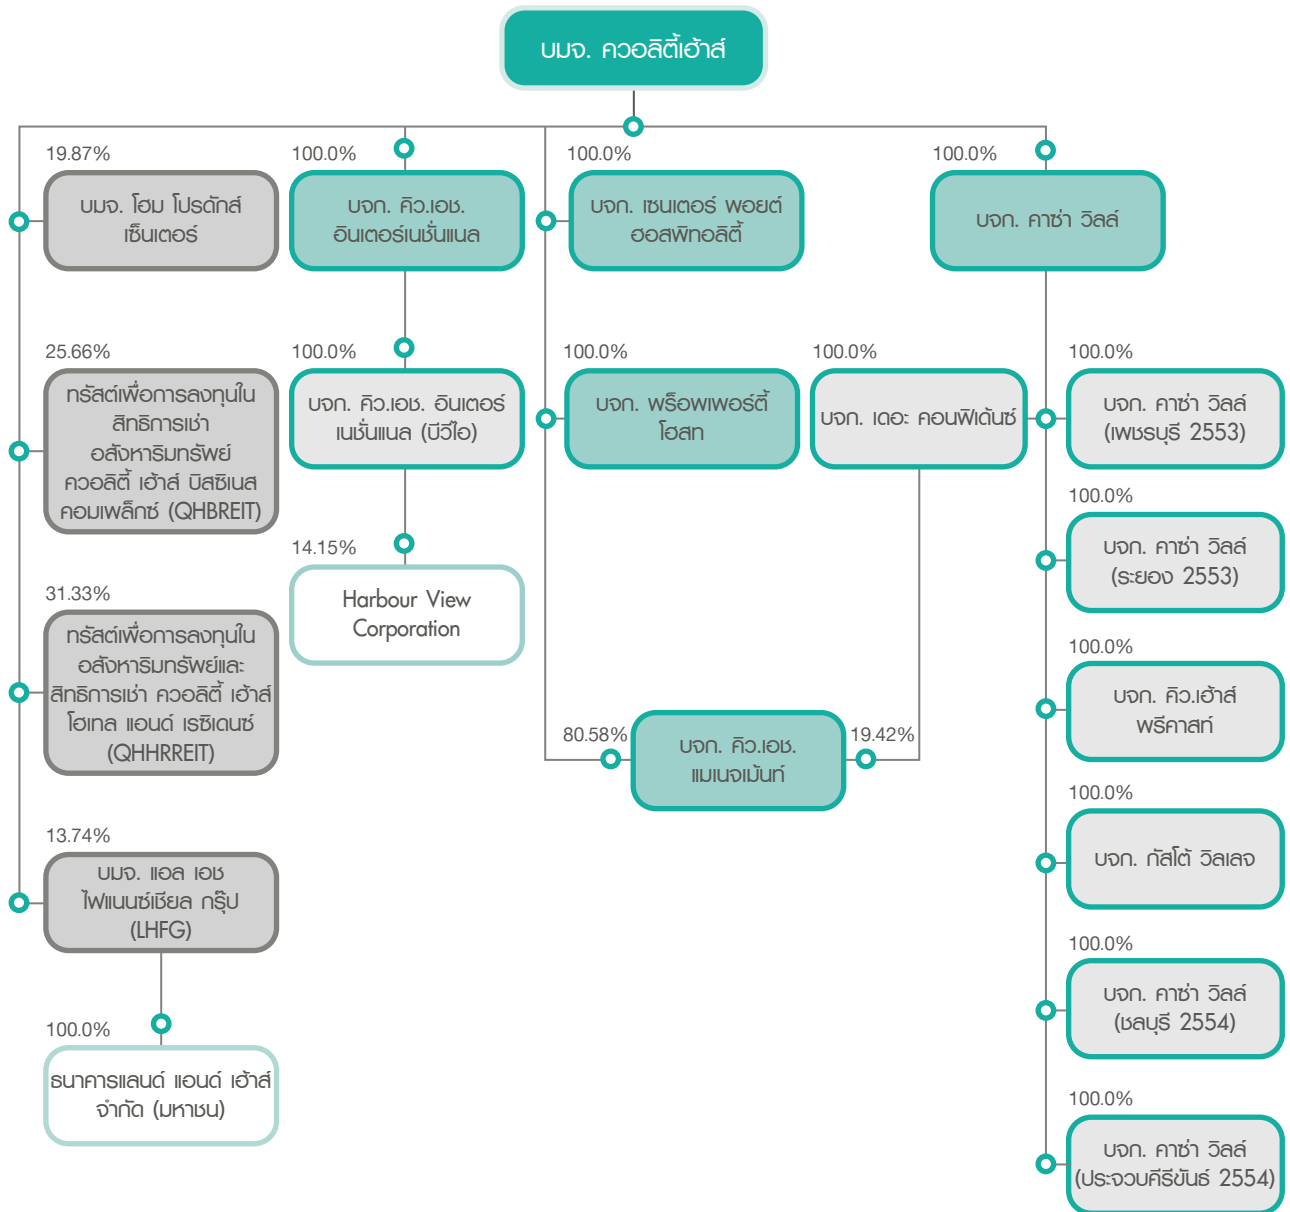 บมจ. ควอลิตี้เฮ้าส์
19.87%
บมจ. โฮม โปรดักส์
เซ็นเตอร์
100.0%
บจก. คิว.เอช.
อินเตอร์เนชั่นแนล
100.0%
บจก. เซนเตอร์ พอยต์
ฮอสพิทอลิตี้
100.0%
บจก. คาซ่า วิลล์
25.66%
ทรัสต์เพื่อการลงทุนใน
สิทธิการเช่า
อสังหาริมทรัพย์
ควอลิตี้ เฮ้าส์ บิสซิเนส
คอมเพล็กซ์ (QHBREIT)
100.0%
บจก. คิว.เอช. อินเตอร์
เนชั่นแนล (บีวีไอ)
100.0%
บจก. พร็อพเพอร์ตี้
โฮสท
100.0%
บจก. เดอะ คอนฟิเด้นซ์
100.0%
บจก. คาซ่า วิลล์
(เพชรบุรี 2553)
100.0%
บจก. คาซ่า วิลล์
(ระยอง 2553)
14.15%
Harbour View
Corporation
31.33%
ทรัสต์เพื่อการลงทุนใน
อสังหาริมทรัพย์และ
สิทธิการเช่า ควอลิตี้ เฮ้าส์
โฮเทล แอนด์ เรซิเดนซ์
(QHHRREIT)
100.0%
บจก. คิว.เฮ้าส์
พรีคาสท์
80.58%
บจก. คิว.เอช.
แมเนจเม้นท์
19.42%
100.0%
บจก. กัสโต้ วิลเลจ
13.74%
บมจ. แอล เอช
ไฟแนนซ์เชียล กรุ๊ป
(LHFG)
100.0%
บจก. คาซ่า วิลล์
(ชลบุรี 2554)
100.0%
ธนาคารแลนด์ แอนด์ เฮ้าส์
จำกัด (มหาชน)
100.0%
บจก. คาซ่า วิลล์
(ประจวบคีรีขันธ์ 2554)